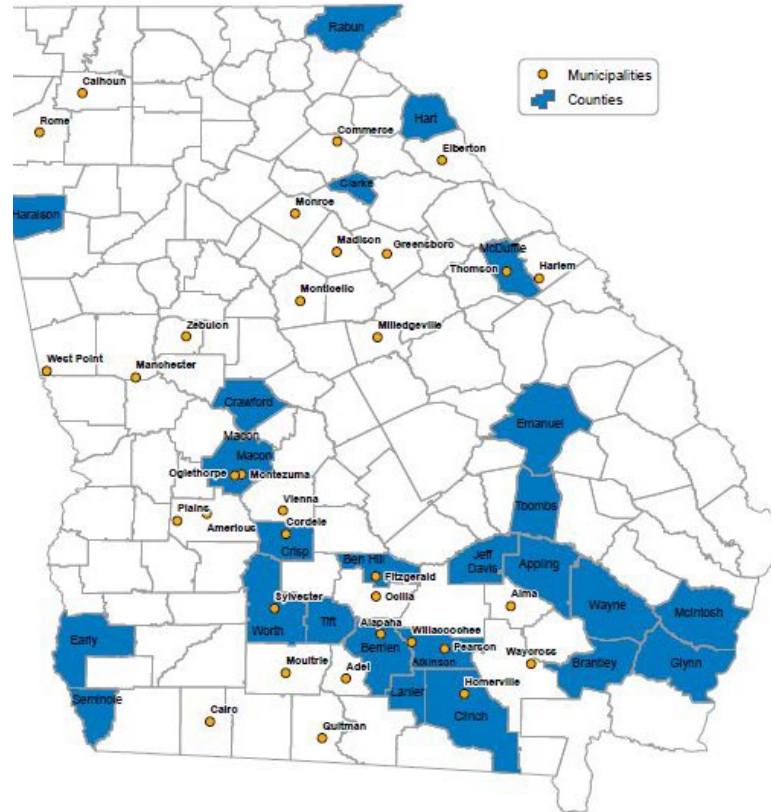 Rabun
Municipalities
Counties
Calhoun
Rome
Commerce
Hart
Elberton
Clarke
Haralson
Monroe
Madison
Greensboro
McDuffie
Thomson
Harlem
Monticello
Zebulon
Milledgeville
West Point
Manchester
Crawford
Emanuel
Macon
Macon
Oglethorpe
Montezuma
Toombs
Vienna
Plains
Americus
Cordele
Crisp
Ben Hill
Jeff
Davis
Appling
Fitzgerald
Ocilla
Sylvester
Alma
Wayne
McIntosh
Worth
Tift
Alapaha
Willacoochee
Early
Berrien
Pearson
Atkinson
Waycross
Brantley
Glynn
Moultrie
Adel
Lanier
Homerville
Seminole
Clinch
Cairo
Quitman